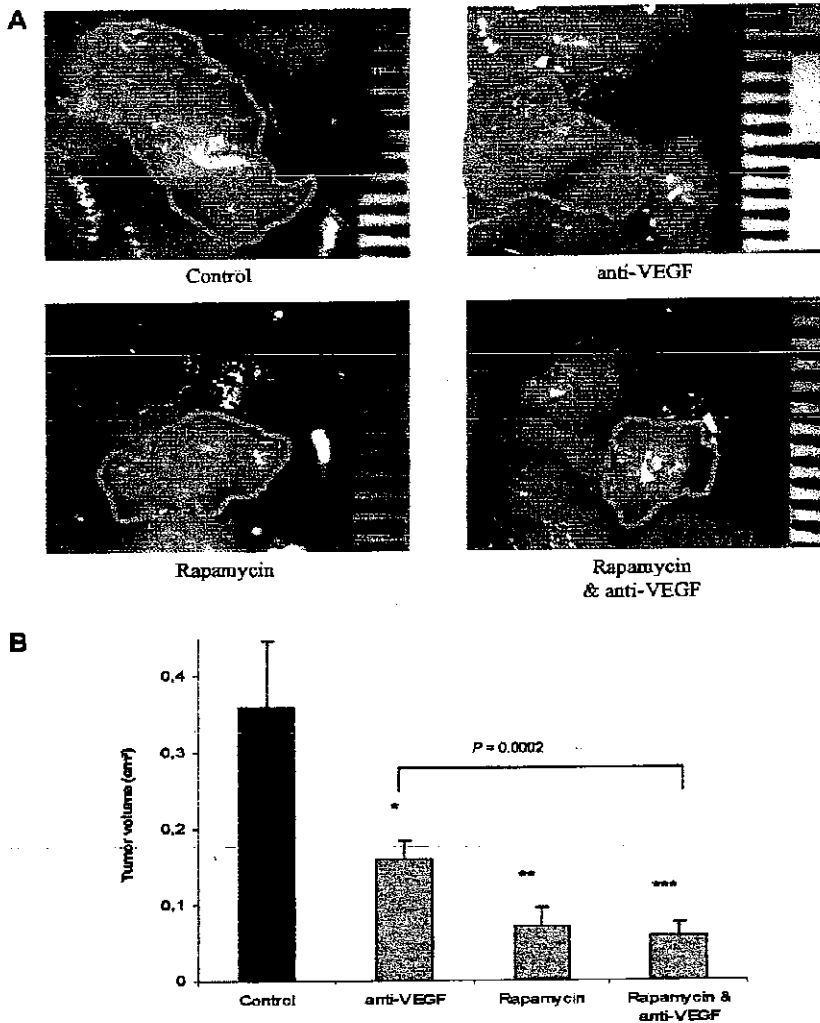 A
Control
anti-VEGF
Rapamycin
Rapamycin
& anti-VEGF
B
Tumor volume (cm³)
0,4
0,3
0,2
0,1
0
P = 0.0002
*
**
***
Control
anti-VEGF
Rapamycin
Rapamycin &
anti-VEGF